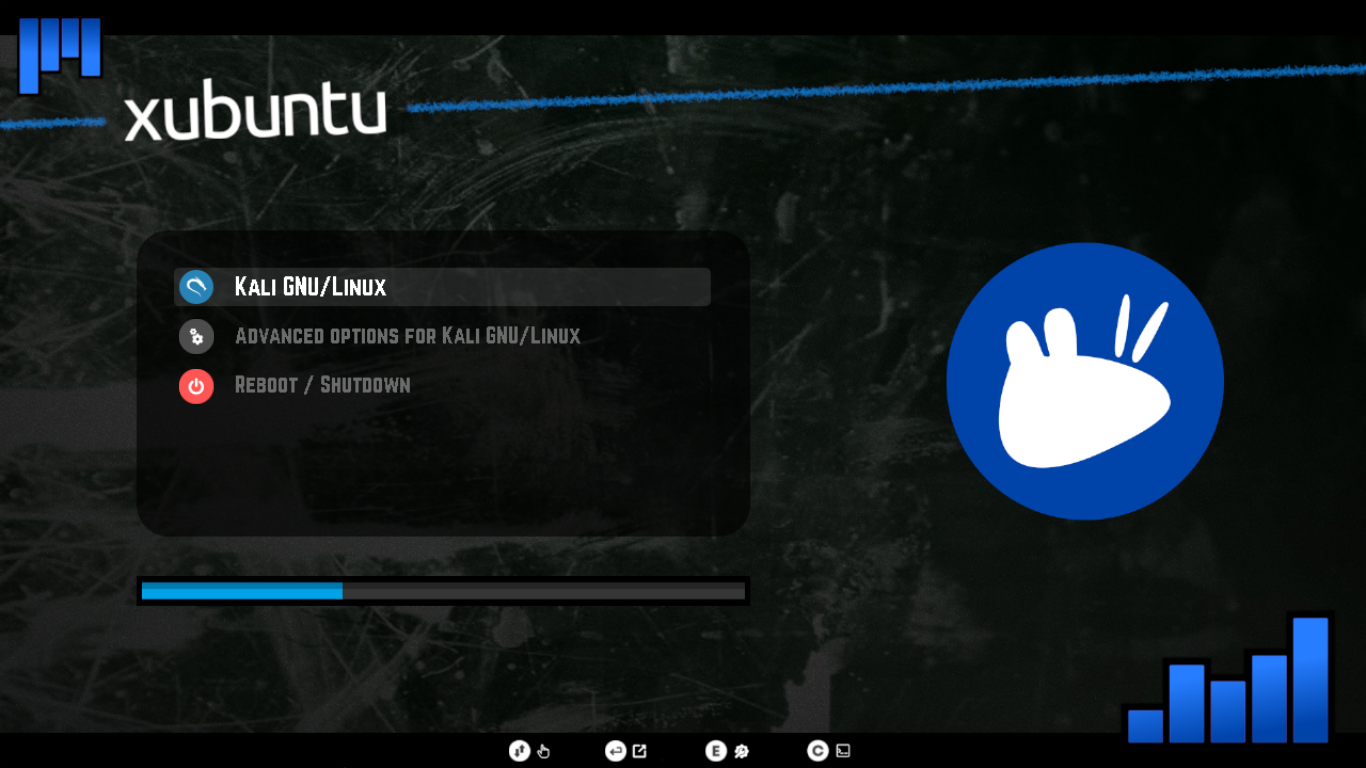 xubuntu
Kali GNU/Linux
Advanced options for Kali GNU/Linux
Reboot / Shutdown
E C